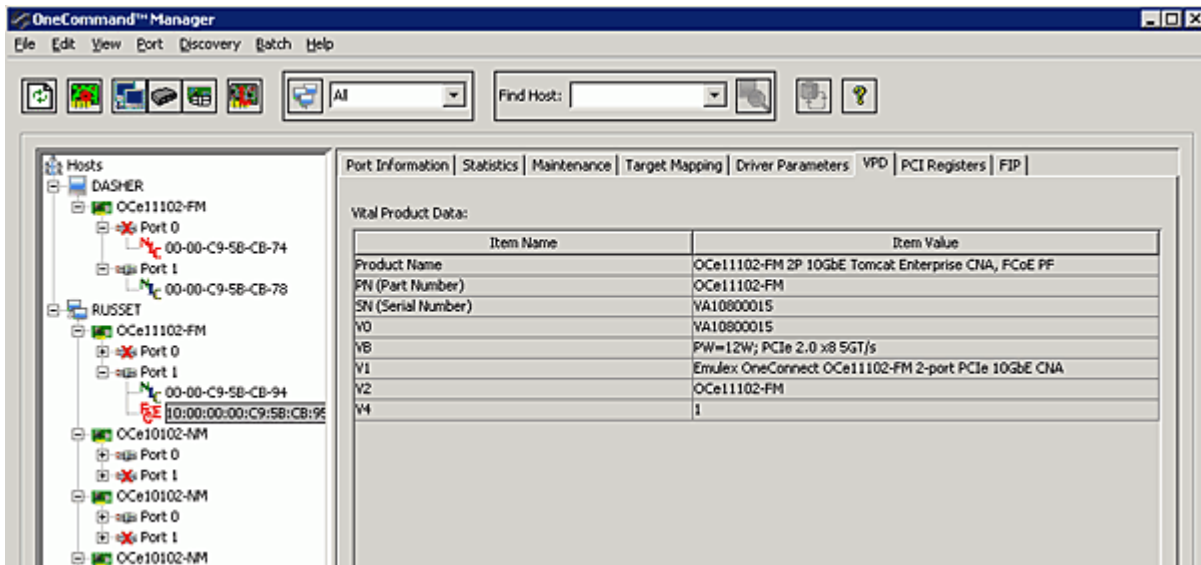 OneCommand™ Manager
File Edit View Port Discovery Batch Help
All Find Host:
Hosts
DASHER
OCe11102-FM
Port 0
NIC 00-00-C9-5B-CB-74
Port 1
NIC 00-00-C9-5B-CB-78
RUSSET
OCe11102-FM
Port 0
Port 1
NIC 00-00-C9-5B-CB-94
FCoE 10:00:00:00:C9:5B:CB:95
OCe10102-NM
Port 0
Port 1
OCe10102-NM
Port 0
Port 1
OCe10102-NM
Port Information Statistics Maintenance Target Mapping Driver Parameters VPD PCI Registers FIP
Vital Product Data:
Item Name Item Value
Product Name OCe11102-FM 2P 10GbE Tomcat Enterprise CNA, FCoE PF
PN (Part Number) OCe11102-FM
SN (Serial Number) VA10800015
V0 VA10800015
VB PW=12W; PCIe 2.0 x8 5GT/s
V1 Emulex OneConnect OCe11102-FM 2-port PCIe 10GbE CNA
V2 OCe11102-FM
V4 1